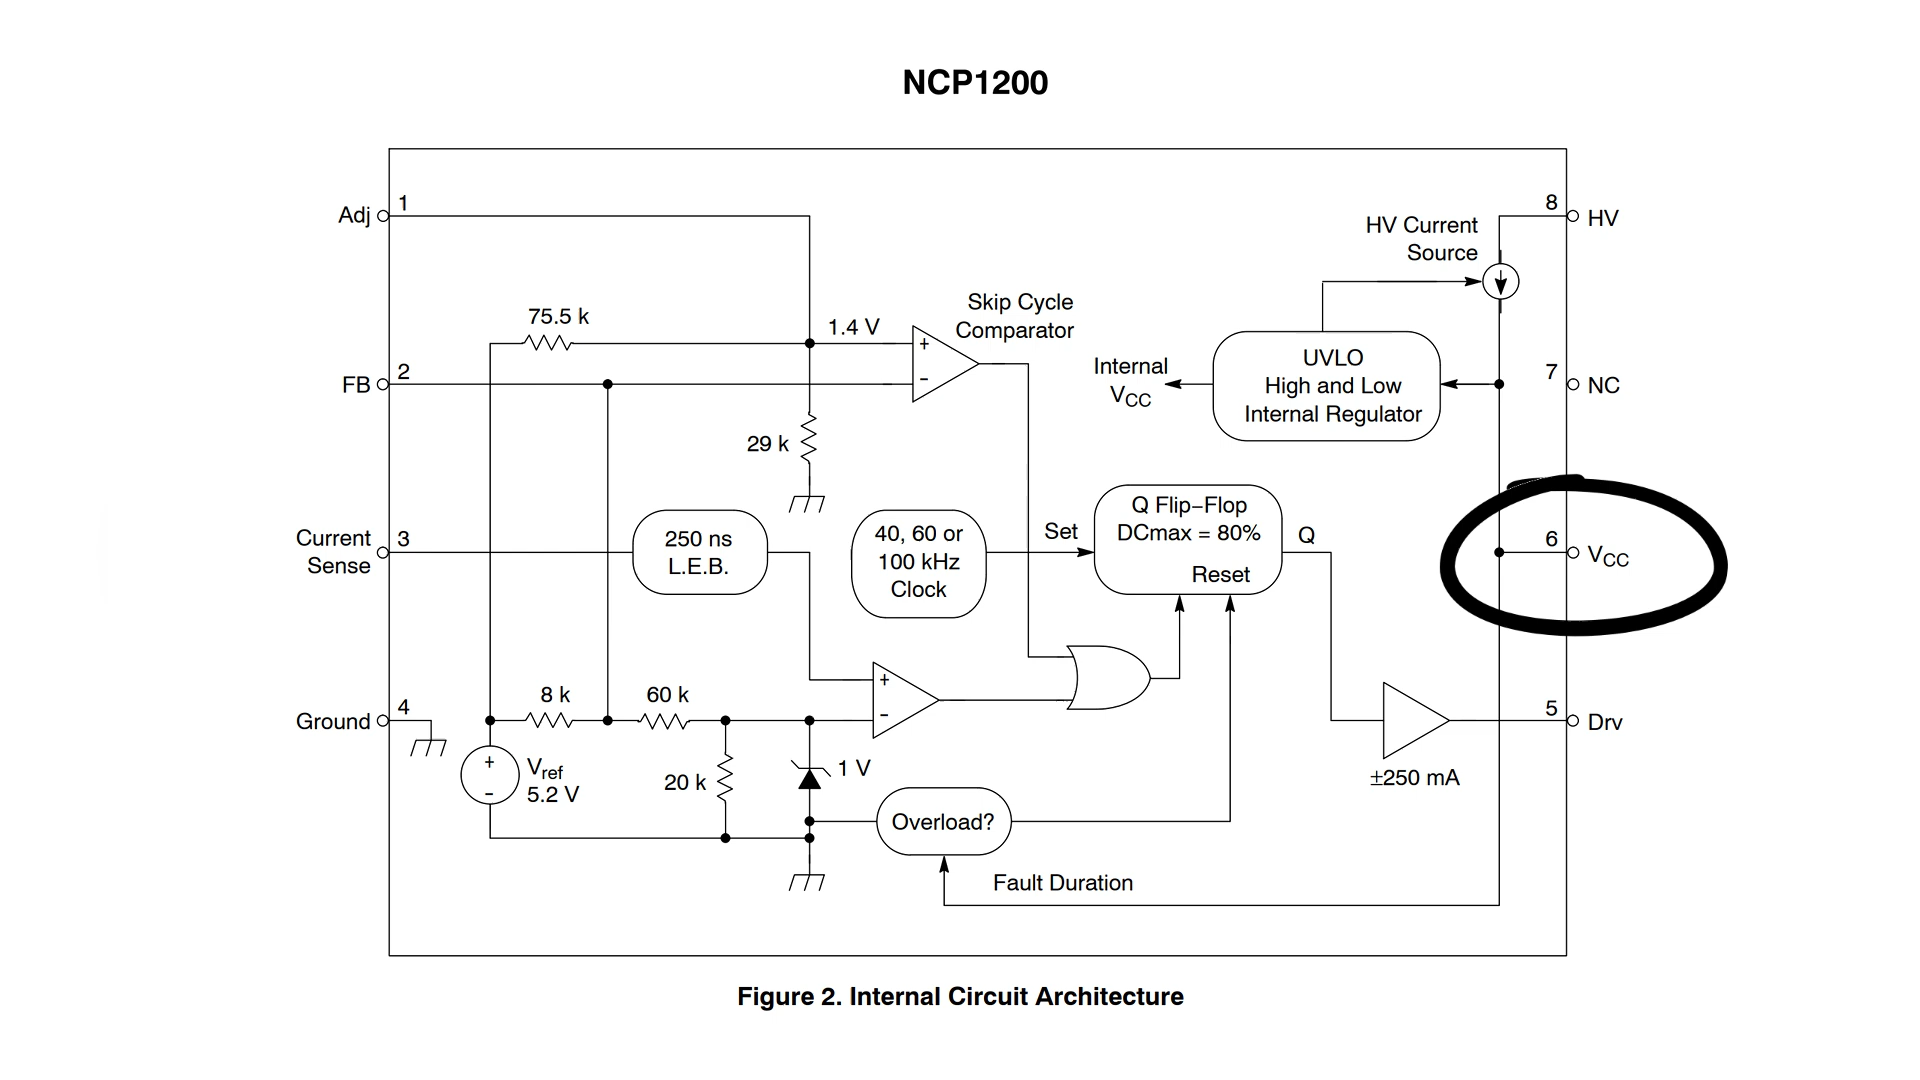 NCP1200
Adj
1
8
HV
HV Current
Source
75.5 k
1.4 V
Skip Cycle
Comparator
+
-
FB
2
29 k
Internal
VCC
UVLO
High and Low
Internal Regulator
7
NC
Current
Sense
3
250 ns
L.E.B.
40, 60 or
100 kHz
Clock
Set
Q Flip–Flop
DCmax = 80%
Reset
Q
6
VCC
Ground
4
8 k
60 k
+
-
5
Drv
±250 mA
+
-
Vref
5.2 V
20 k
1 V
Overload?
Fault Duration
Figure 2. Internal Circuit Architecture